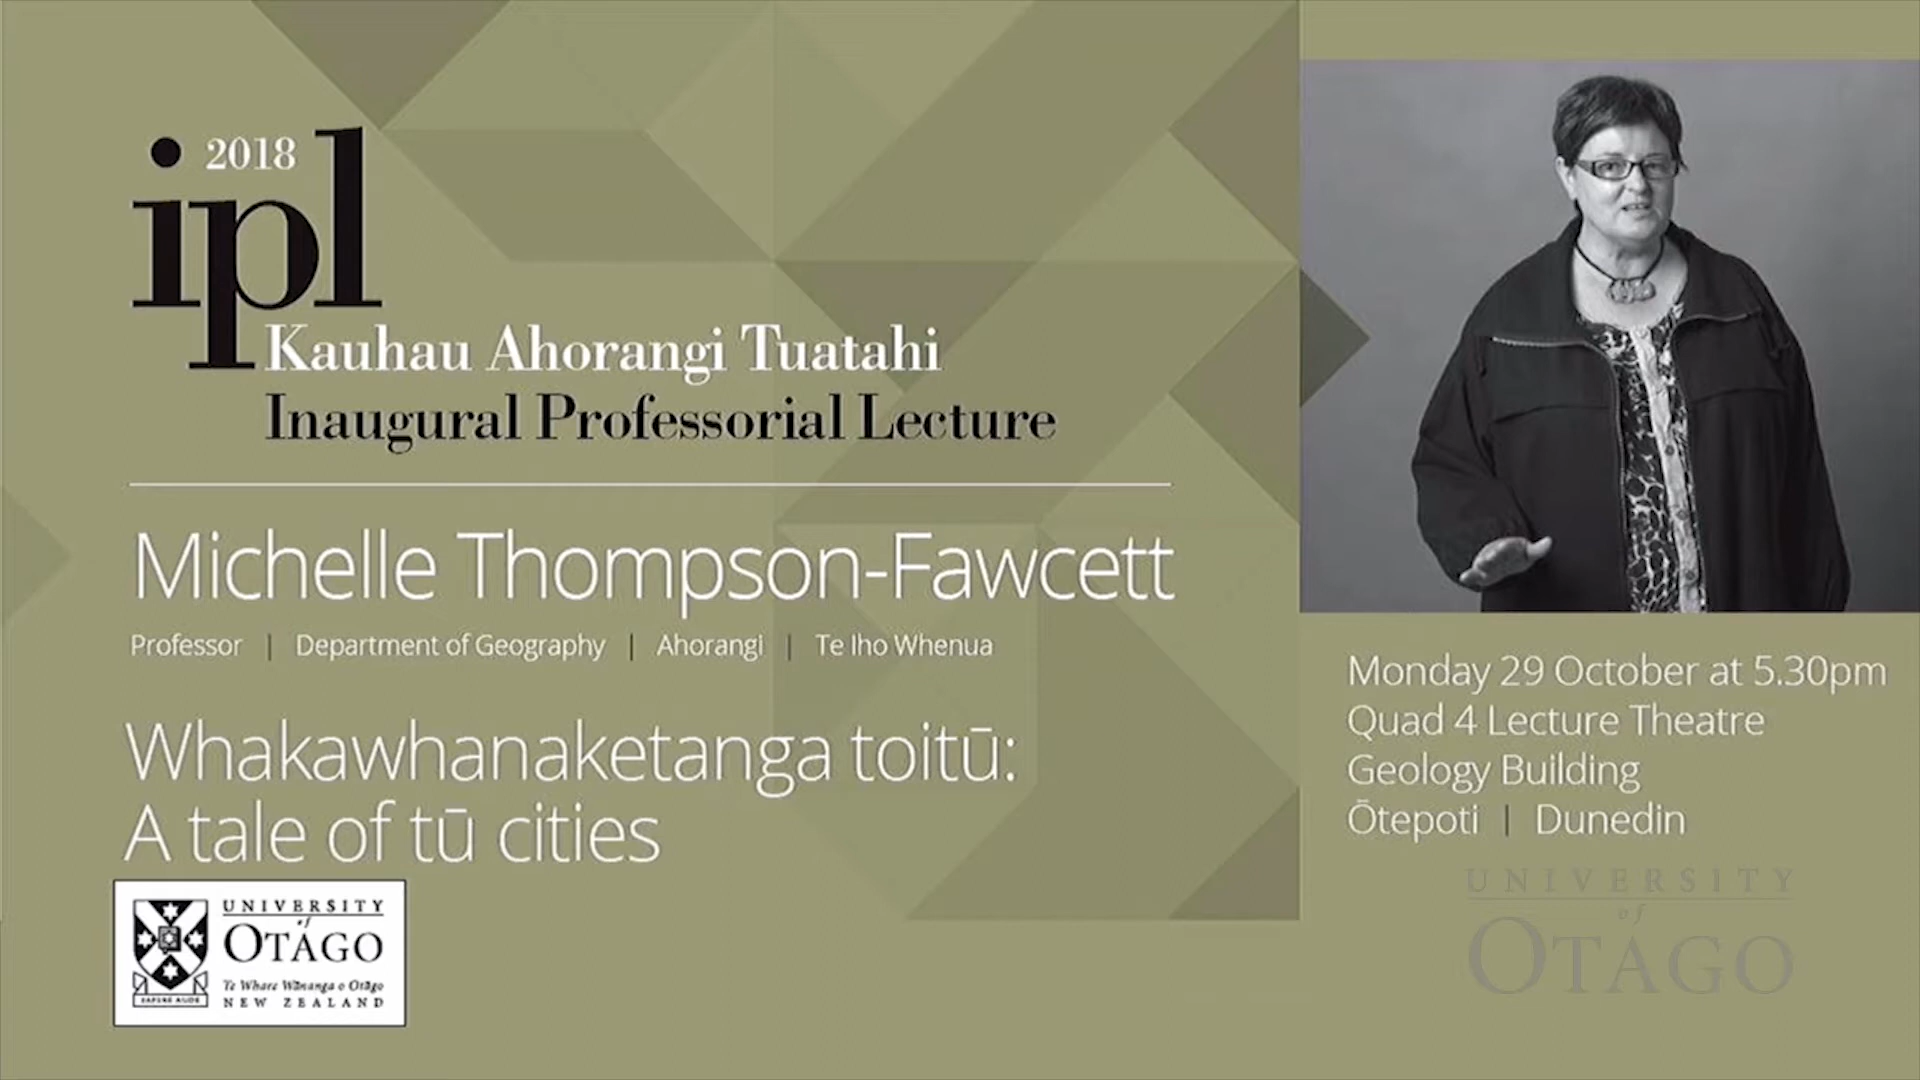 2018
ipl
Kauhau Ahorangi Tuatahi
Inaugural Professorial Lecture
Michelle Thompson-Fawcett
Professor | Department of Geography | Ahorangi | Te Iho Whenua
Whakawhanaketanga toitū:
A tale of tū cities
Monday 29 October at 5.30pm
Quad 4 Lecture Theatre
Geology Building
Ōtepoti | Dunedin
UNIVERSITY
of
OTAGO
Te Whare Wānanga o Otāgo
NEW ZEALAND
SAPERE AUDE
UNIVERSITY
of
OTAGO